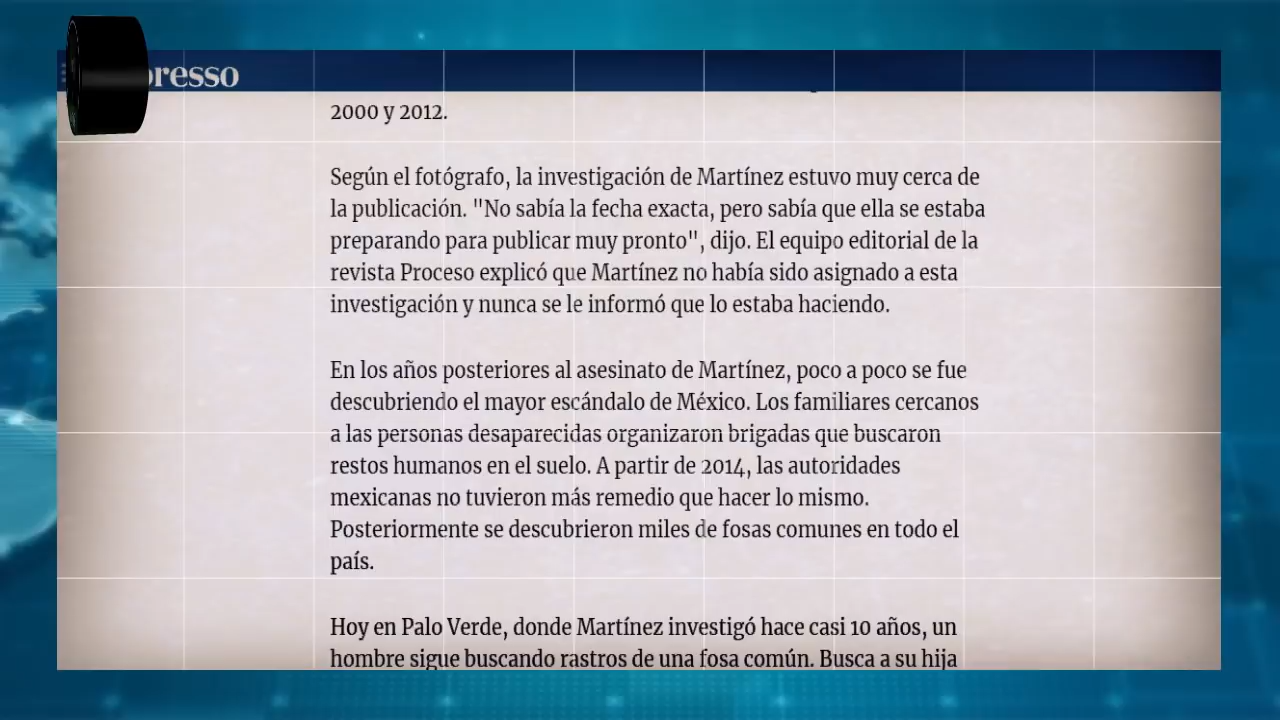 presso
2000 y 2012.
Según el fotógrafo, la investigación de Martínez estuvo muy cerca de
la publicación. "No sabía la fecha exacta, pero sabía que ella se estaba
preparando para publicar muy pronto", dijo. El equipo editorial de la
revista Proceso explicó que Martínez no había sido asignado a esta
investigación y nunca se le informó que lo estaba haciendo.
En los años posteriores al asesinato de Martínez, poco a poco se fue
descubriendo el mayor escándalo de México. Los familiares cercanos
a las personas desaparecidas organizaron brigadas que buscaron
restos humanos en el suelo. A partir de 2014, las autoridades
mexicanas no tuvieron más remedio que hacer lo mismo.
Posteriormente se descubrieron miles de fosas comunes en todo el
país.
Hoy en Palo Verde, donde Martínez investigó hace casi 10 años, un
hombre sigue buscando rastros de una fosa común. Busca a su hija